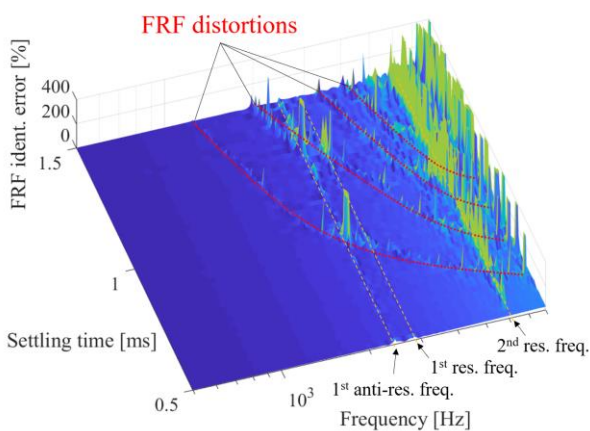 FRF distortions
FRF ident. error [%]
400
200
0
1.5
1
0.5
Settling time [ms]
10³
Frequency [Hz]
1st anti-res. freq.
1st res. freq.
2nd res. freq.